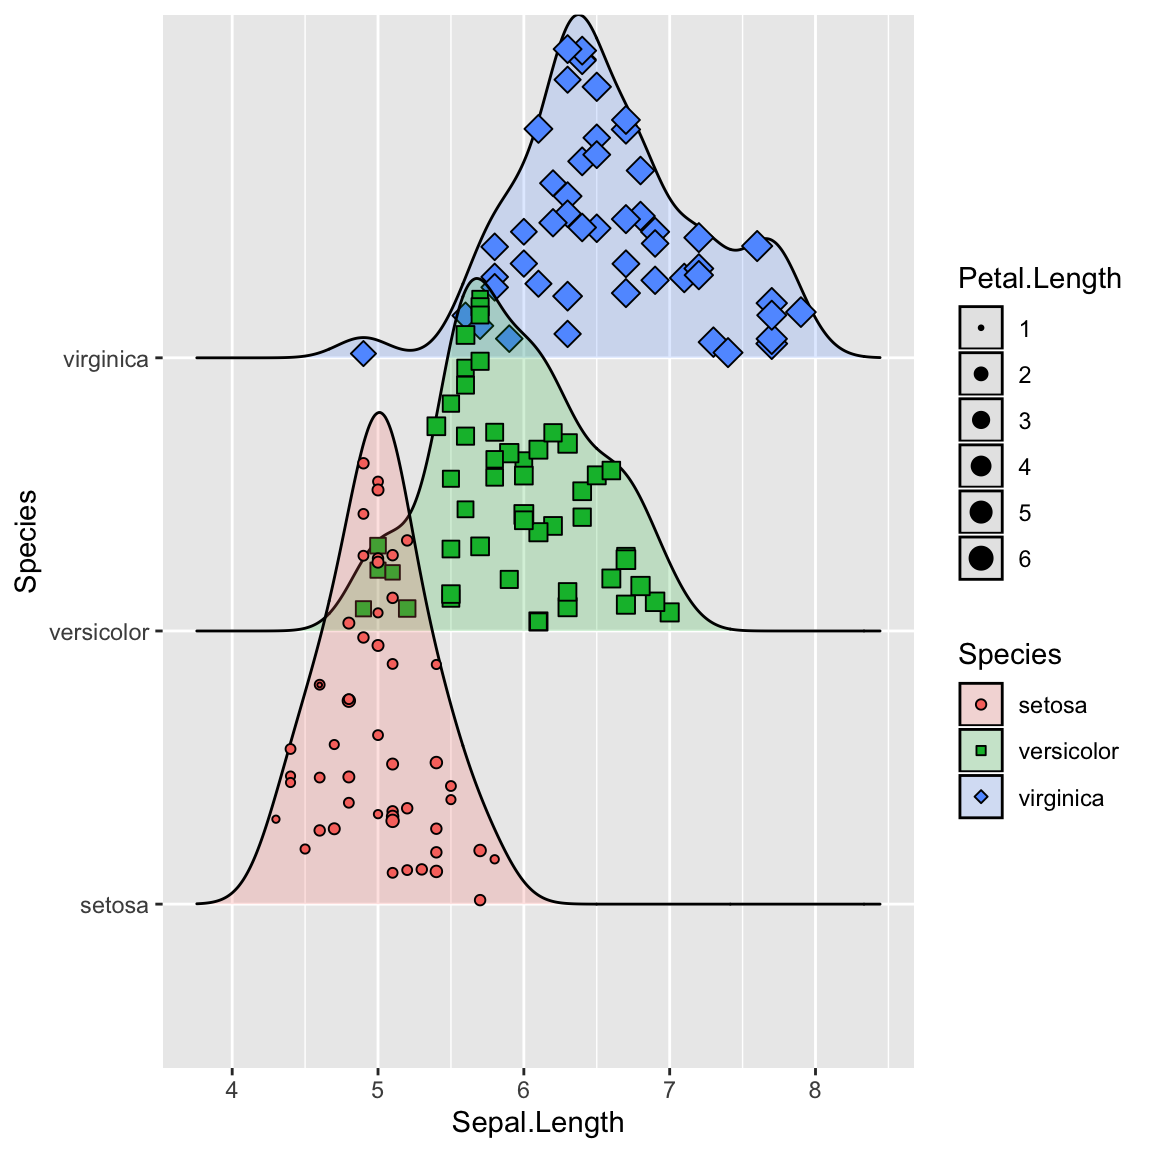 virginica
versicolor
setosa
Species
4 5 6 7 8
Sepal.Length
Petal.Length
1
2
3
4
5
6
Species
setosa
versicolor
virginica